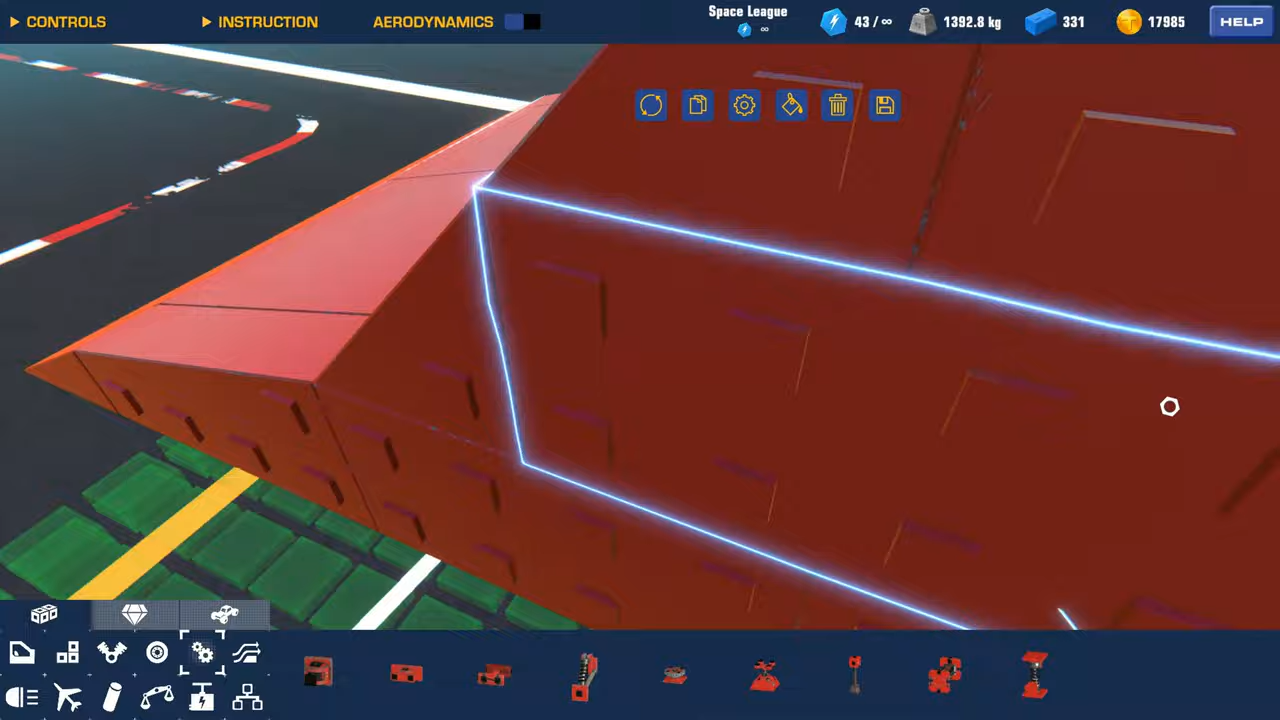 CONTROLS
INSTRUCTION
AERODYNAMICS
Space League
∞
43 / ∞
1392.8 kg
331
17985
HELP